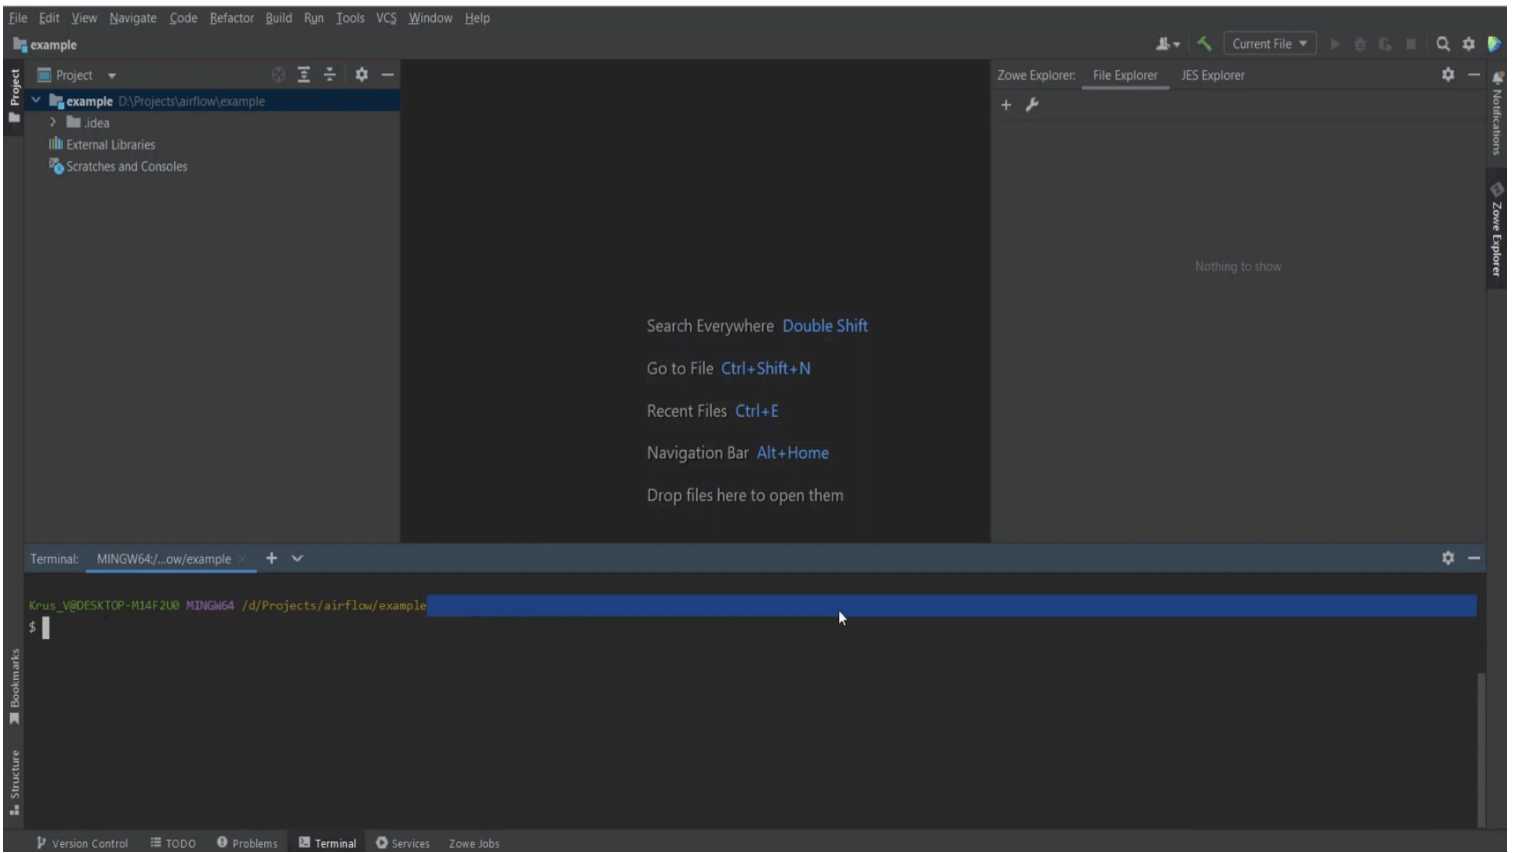 File Edit View Navigate Code Refactor Build Run Tools VCS Window Help
example
Current File
Project
Project
example D:\Projects\airflow\example
.idea
External Libraries
Scratches and Consoles
Search Everywhere Double Shift
Go to File Ctrl+Shift+N
Recent Files Ctrl+E
Navigation Bar Alt+Home
Drop files here to open them
Zowe Explorer: File Explorer JES Explorer
Nothing to show
Notifications
Zowe Explorer
Terminal: MINGW64:/...ow/example
Krus_V@DESKTOP-M14F2U0 MINGW64 /d/Projects/airflow/example
$
Bookmarks
Structure
Version Control TODO Problems Terminal Services Zowe Jobs